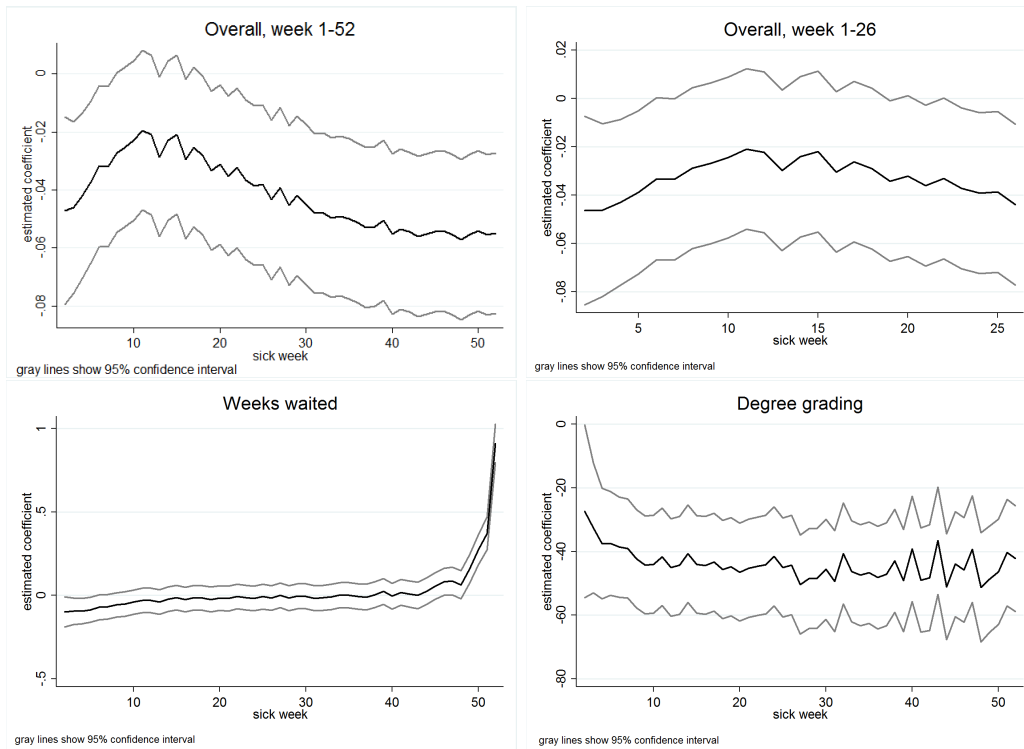 Overall, week 1-52
estimated coefficient
0
-.02
-.04
-.06
-.08
10 20 30 40 50
sick week
gray lines show 95% confidence interval
Overall, week 1-26
estimated coefficient
.02
0
-.02
-.04
-.06
-.08
5 10 15 20 25
sick week
gray lines show 95% confidence interval
Weeks waited
estimated coefficient
1
.5
0
-.5
10 20 30 40 50
sick week
gray lines show 95% confidence interval
Degree grading
estimated coefficient
0
-20
-40
-60
-80
10 20 30 40 50
sick week
gray lines show 95% confidence interval